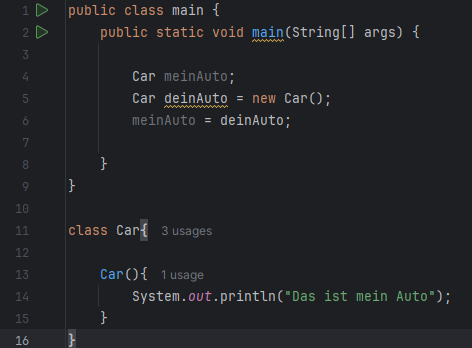 1 public class main {
2 public static void main(String[] args) {
3
4 Car meinAuto;
5 Car deinAuto = new Car();
6 meinAuto = deinAuto;
7
8 }
9 }
10
11 class Car{ 3 usages
12
13 Car(){ 1 usage
14 System.out.println("Das ist mein Auto");
15 }
16 }